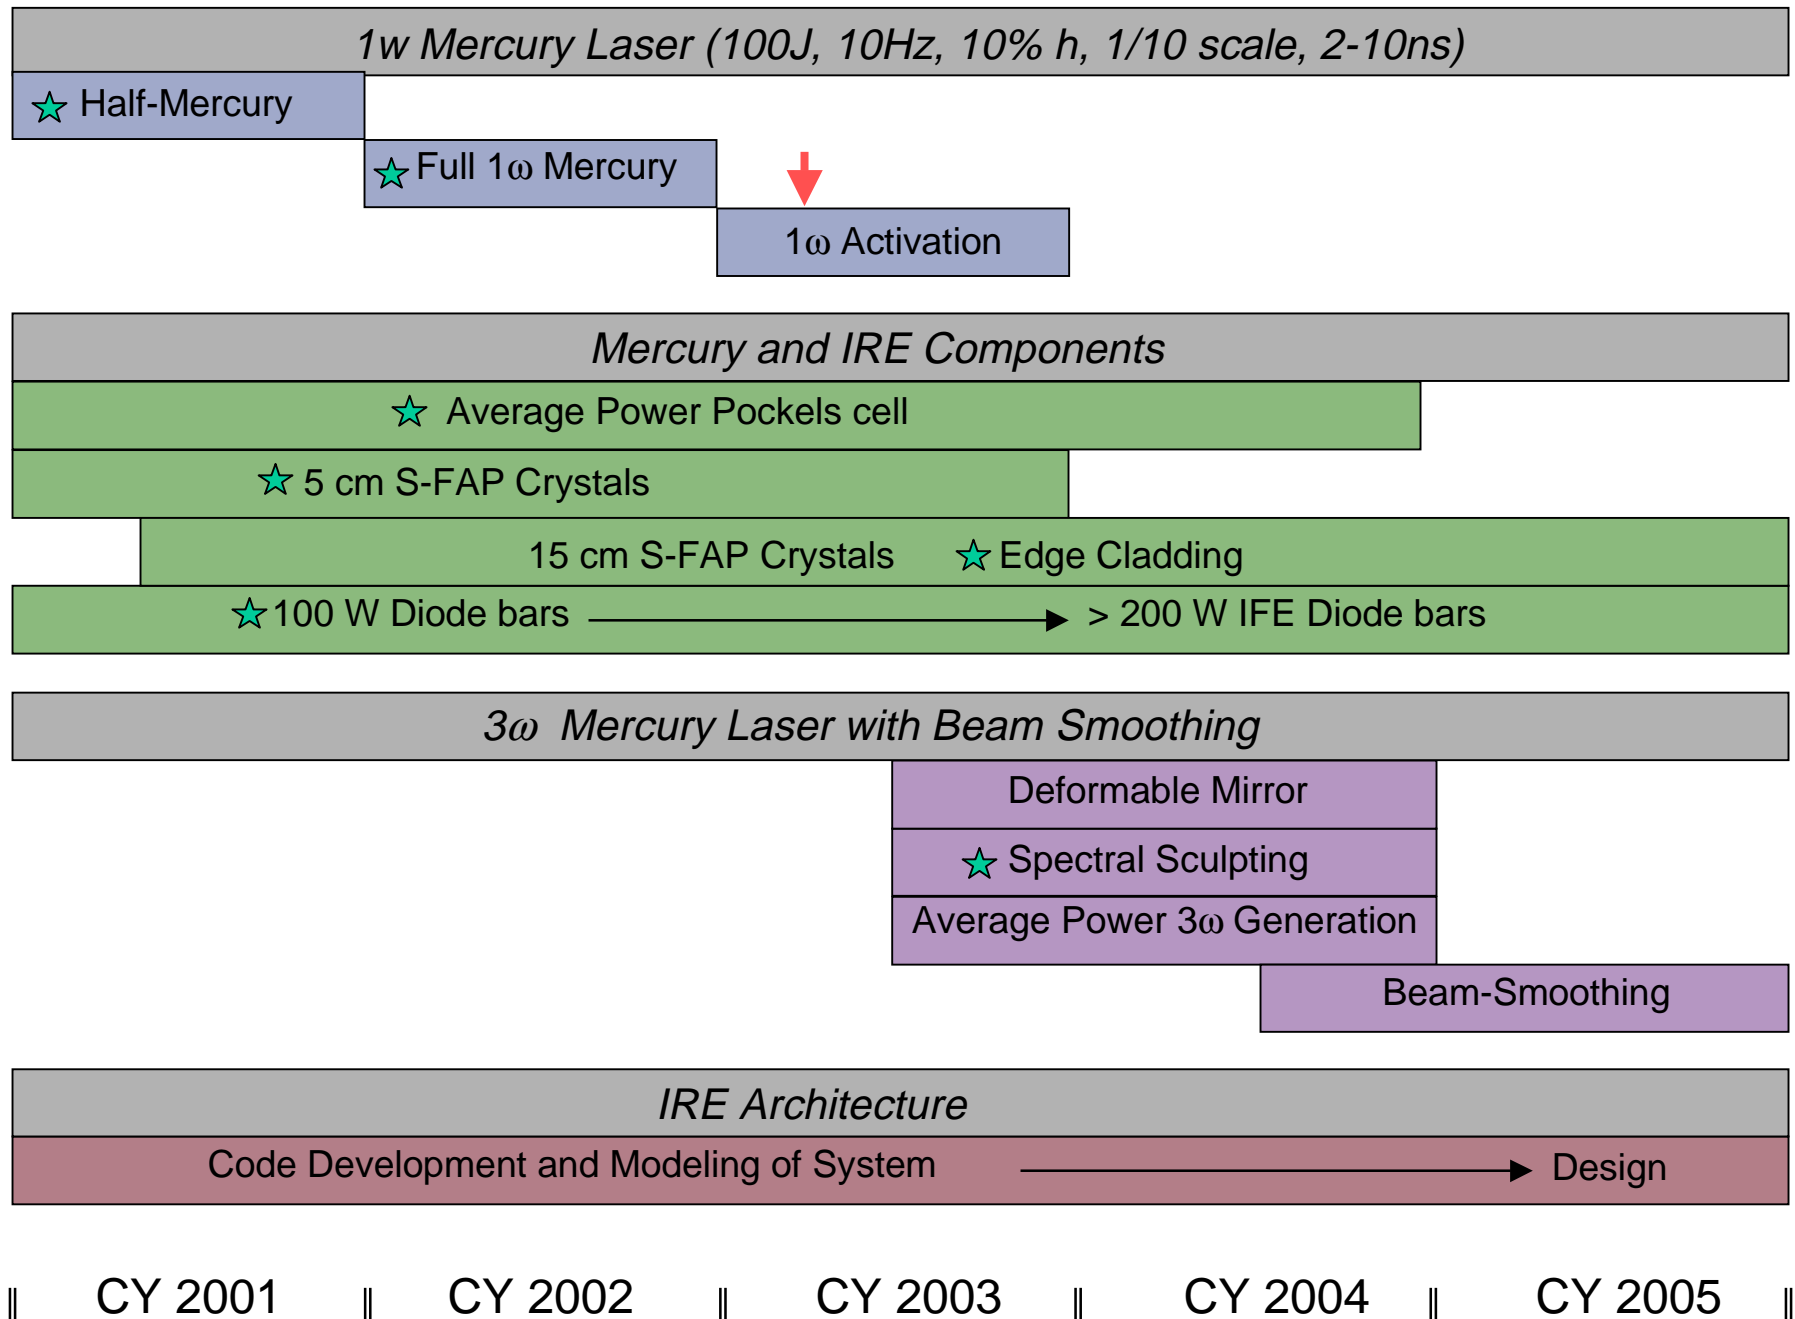 1w Mercury Laser (100J, 10Hz, 10% h, 1/10 scale, 2-10ns)
Half-Mercury
Full 1ω Mercury
1ω Activation
Mercury and IRE Components
Average Power Pockels cell
5 cm S-FAP Crystals
15 cm S-FAP Crystals Edge Cladding
100 W Diode bars > 200 W IFE Diode bars
3ω Mercury Laser with Beam Smoothing
Deformable Mirror
Spectral Sculpting
Average Power 3ω Generation
Beam-Smoothing
IRE Architecture
Code Development and Modeling of System Design
CY 2001 CY 2002 CY 2003 CY 2004 CY 2005